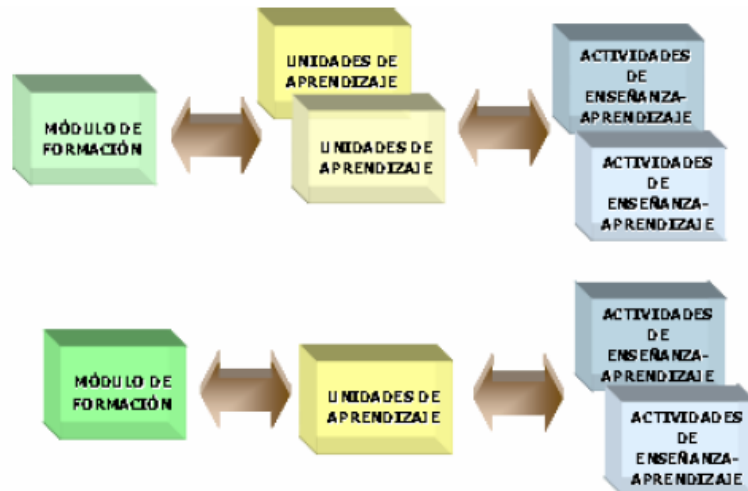 MÓDULO DE
FORMACIÓN
UNIDADES DE
APRENDIZAJE
UNIDADES DE
APRENDIZAJE
ACTIVIDADES
DE
ENSEÑANZA-
APRENDIZAJE
ACTIVIDADES
DE
ENSEÑANZA-
APRENDIZAJE
MÓDULO DE
FORMACIÓN
UNIDADES DE
APRENDIZAJE
ACTIVIDADES
DE
ENSEÑANZA-
APRENDIZAJE
ACTIVIDADES
DE
ENSEÑANZA-
APRENDIZAJE